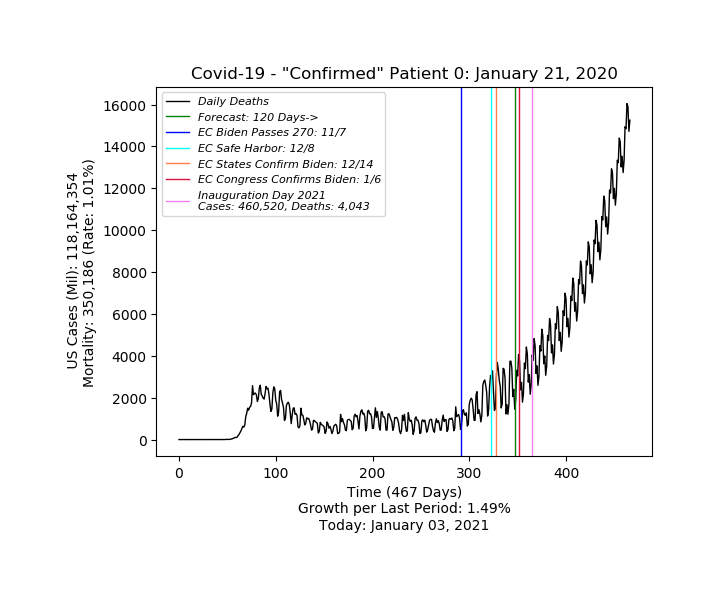 Covid-19 - "Confirmed" Patient 0: January 21, 2020
16000
14000
12000
10000
8000
6000
4000
2000
0
US Cases (Mil): 118,164,354
Mortality: 350,186 (Rate: 1.01%)
Daily Deaths
Forecast: 120 Days->
EC Biden Passes 270: 11/7
EC Safe Harbor: 12/8
EC States Confirm Biden: 12/14
EC Congress Confirms Biden: 1/6
Inauguration Day 2021
Cases: 460,520, Deaths: 4,043
0 100 200 300 400
Time (467 Days)
Growth per Last Period: 1.49%
Today: January 03, 2021